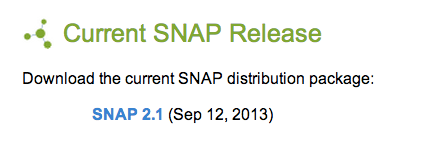 Current SNAP Release
Download the current SNAP distribution package:
SNAP 2.1 (Sep 12, 2013)